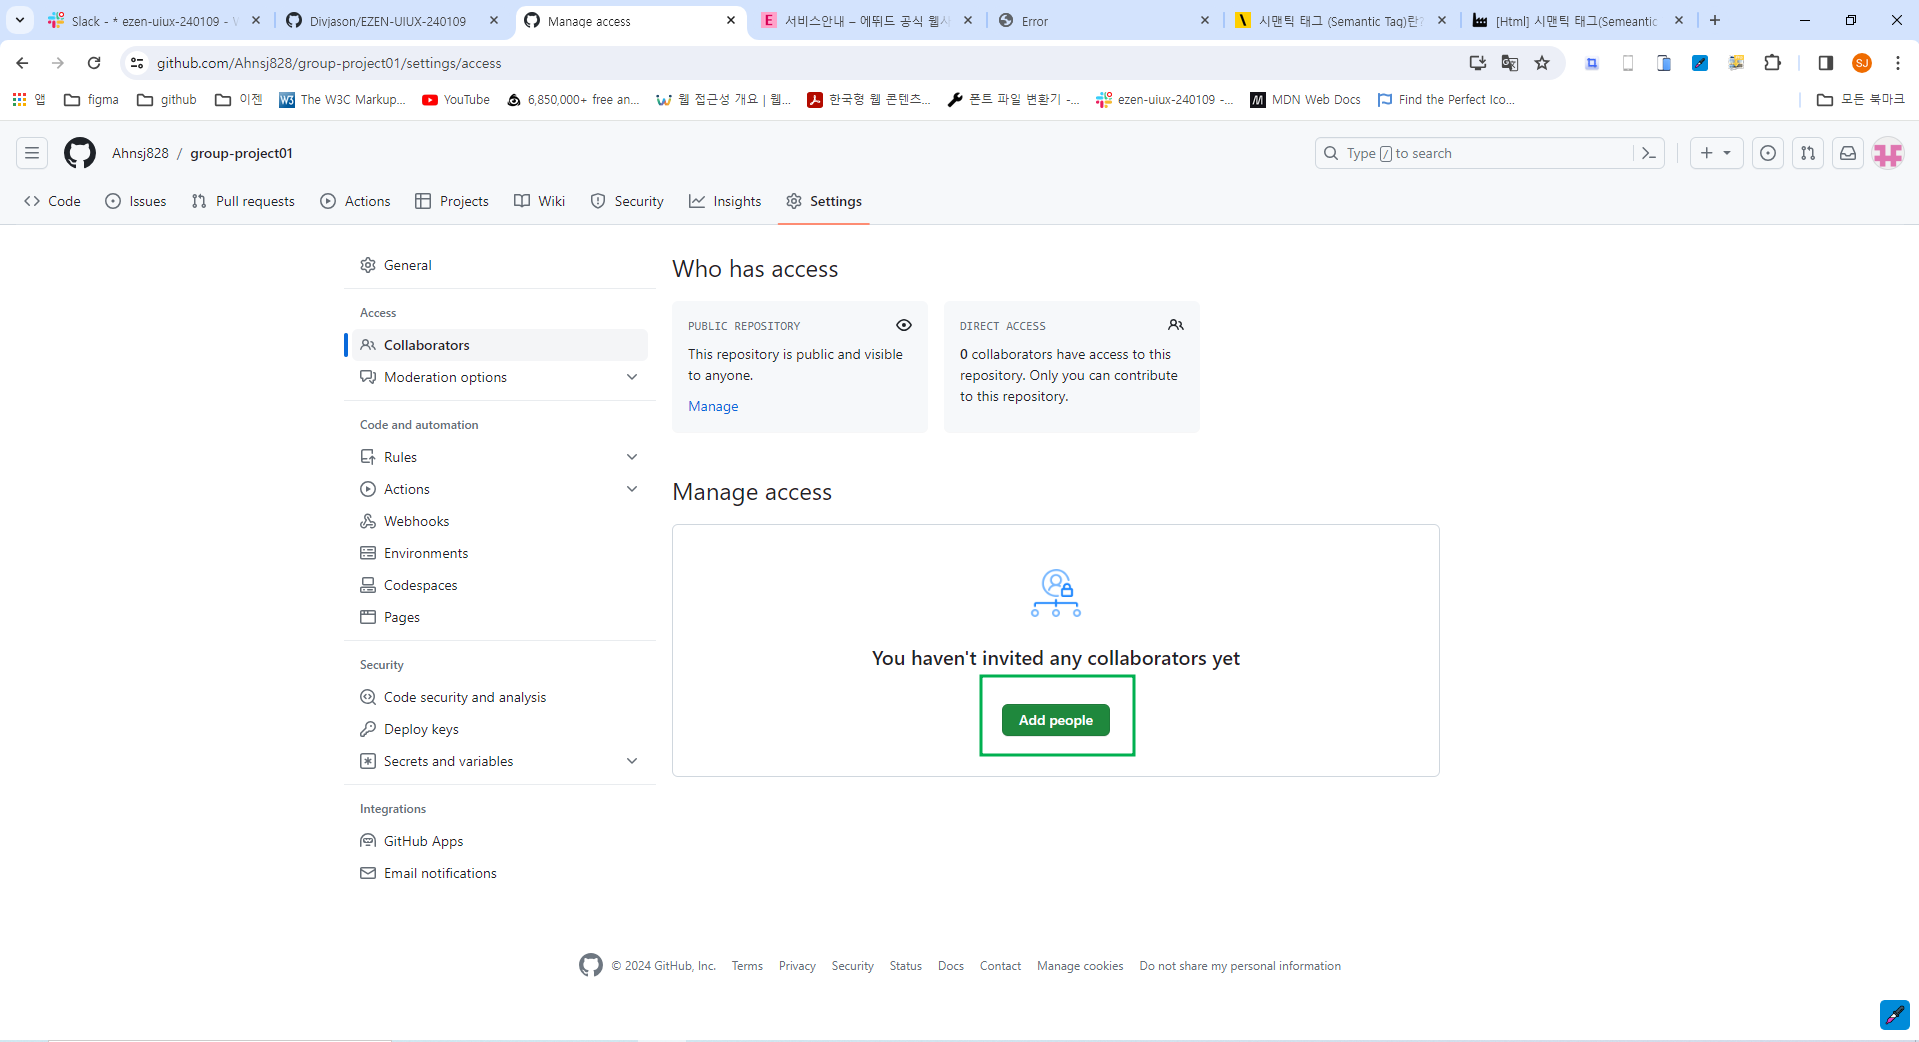 Slack - * ezen-uiux-240109 -
Divjason/EZEN-UIUX-240109
Manage access
서비스안내 – 에뛰드 공식 웹사
Error
시맨틱 태그 (Semantic Tag)란?
[Html] 시맨틱 태그(Semeantic
github.com/Ahnsj828/group-project01/settings/access
SJ
앱
figma
github
이젠
The W3C Markup...
YouTube
6,850,000+ free an...
웹 접근성 개요 | 웹...
한국형 웹 콘텐츠...
폰트 파일 변환기 -...
ezen-uiux-240109 -...
MDN Web Docs
Find the Perfect Ico...
모든 북마크
Ahnsj828 / group-project01
Type / to search
Code
Issues
Pull requests
Actions
Projects
Wiki
Security
Insights
Settings
General
Access
Collaborators
Moderation options
Code and automation
Rules
Actions
Webhooks
Environments
Codespaces
Pages
Security
Code security and analysis
Deploy keys
Secrets and variables
Integrations
GitHub Apps
Email notifications
Who has access
PUBLIC REPOSITORY
This repository is public and visible
to anyone.
Manage
DIRECT ACCESS
0 collaborators have access to this
repository. Only you can contribute
to this repository.
Manage access
You haven't invited any collaborators yet
Add people
© 2024 GitHub, Inc.
Terms
Privacy
Security
Status
Docs
Contact
Manage cookies
Do not share my personal information